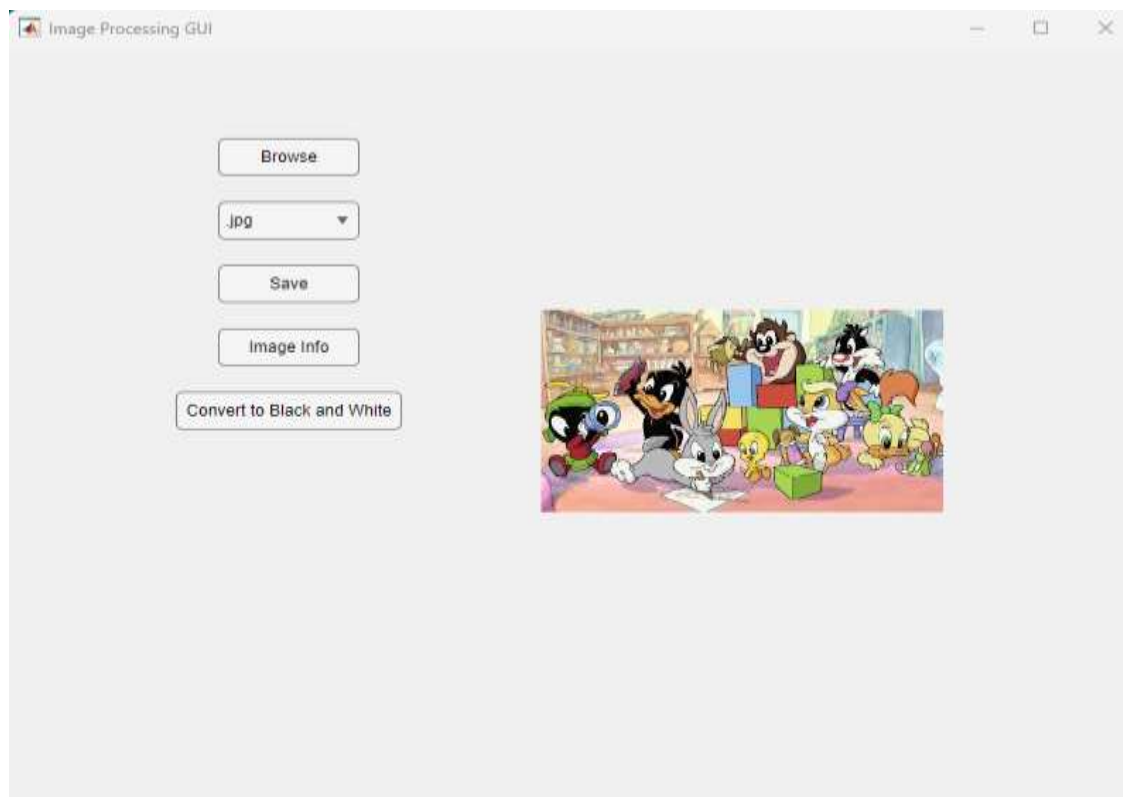 Image Processing GUI
Browse
.jpg
Save
Image Info
Convert to Black and White